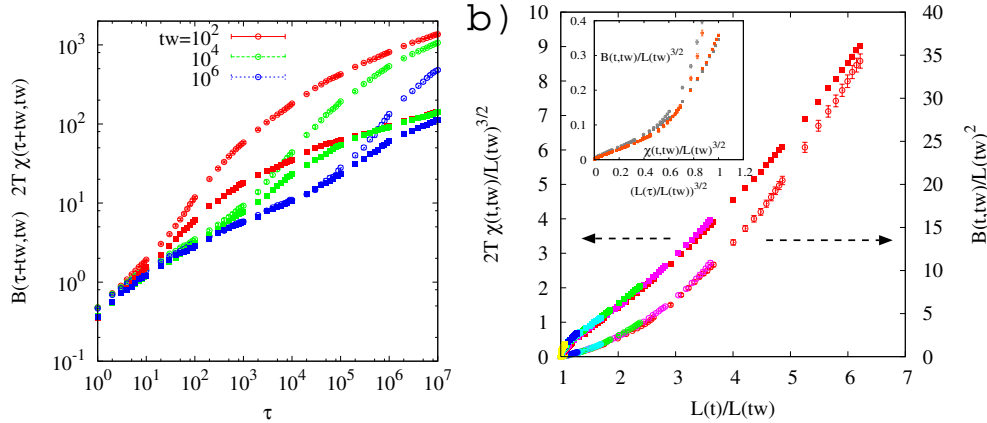 B(τ+tw,tw)   2T χ(τ+tw,tw)
10^3
10^2
10^1
10^0
10^-1
tw=10^2
10^4
10^6
10^0 10^1 10^2 10^3 10^4 10^5 10^6 10^7
τ
b)
2T χ(t,tw)/L(tw)^3/2
10
9
8
7
6
5
4
3
2
1
0
0.4
0.3
0.2
0.1
0
B(t,tw)/L(tw)^3/2
χ(t,tw)/L(tw)^3/2
0 0.2 0.4 0.6 0.8 1 1.2
(L(τ)/L(tw))^3/2
40
35
30
25
20
15
10
5
0
B(t,tw)/L(tw)^2
1 2 3 4 5 6 7
L(t)/L(tw)